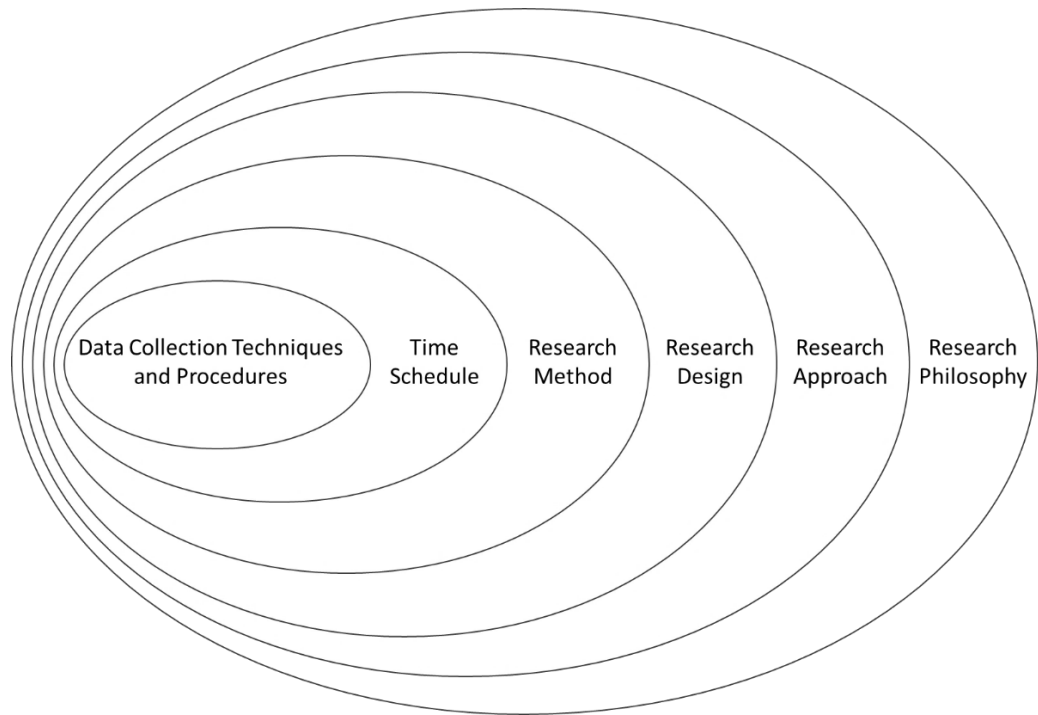 Data Collection Techniques
and Procedures
Time
Schedule
Research
Method
Research
Design
Research
Approach
Research
Philosophy